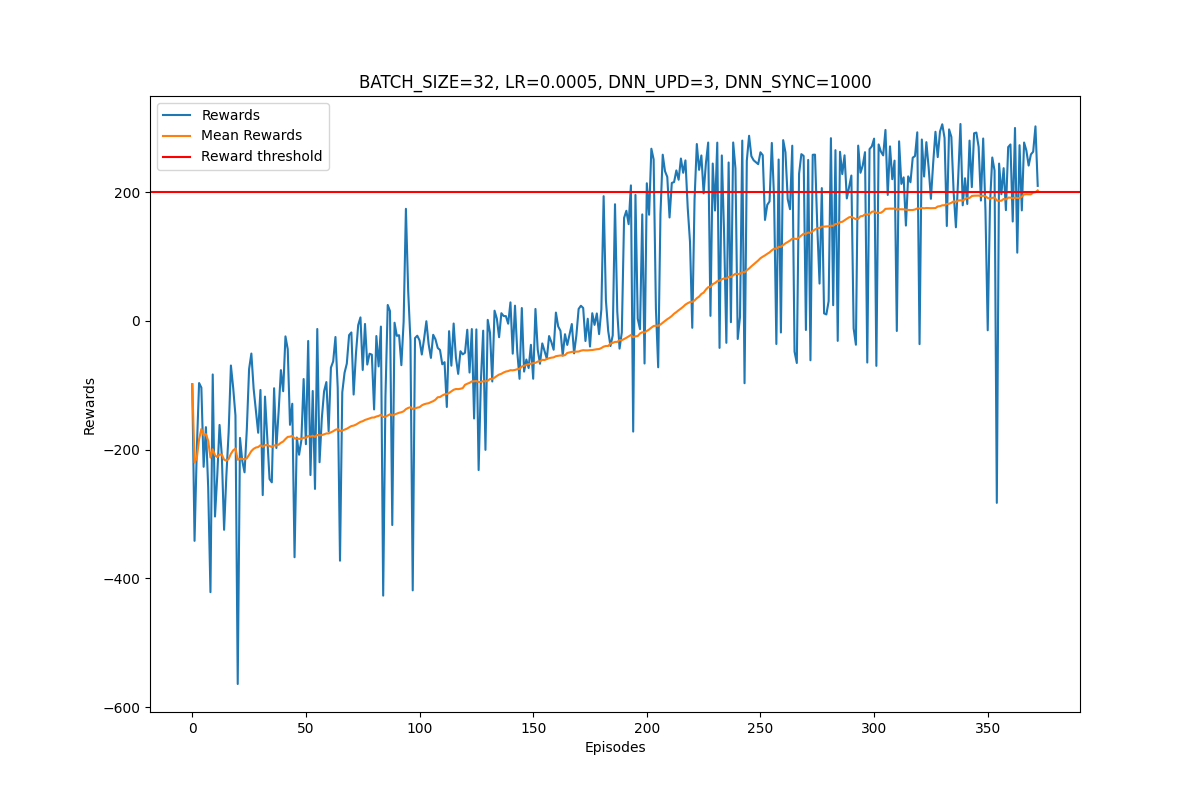 BATCH_SIZE=32, LR=0.0005, DNN_UPD=3, DNN_SYNC=1000
Rewards
Mean Rewards
Reward threshold
200
0
−200
−400
−600
Rewards
0
50
100
150
200
250
300
350
Episodes